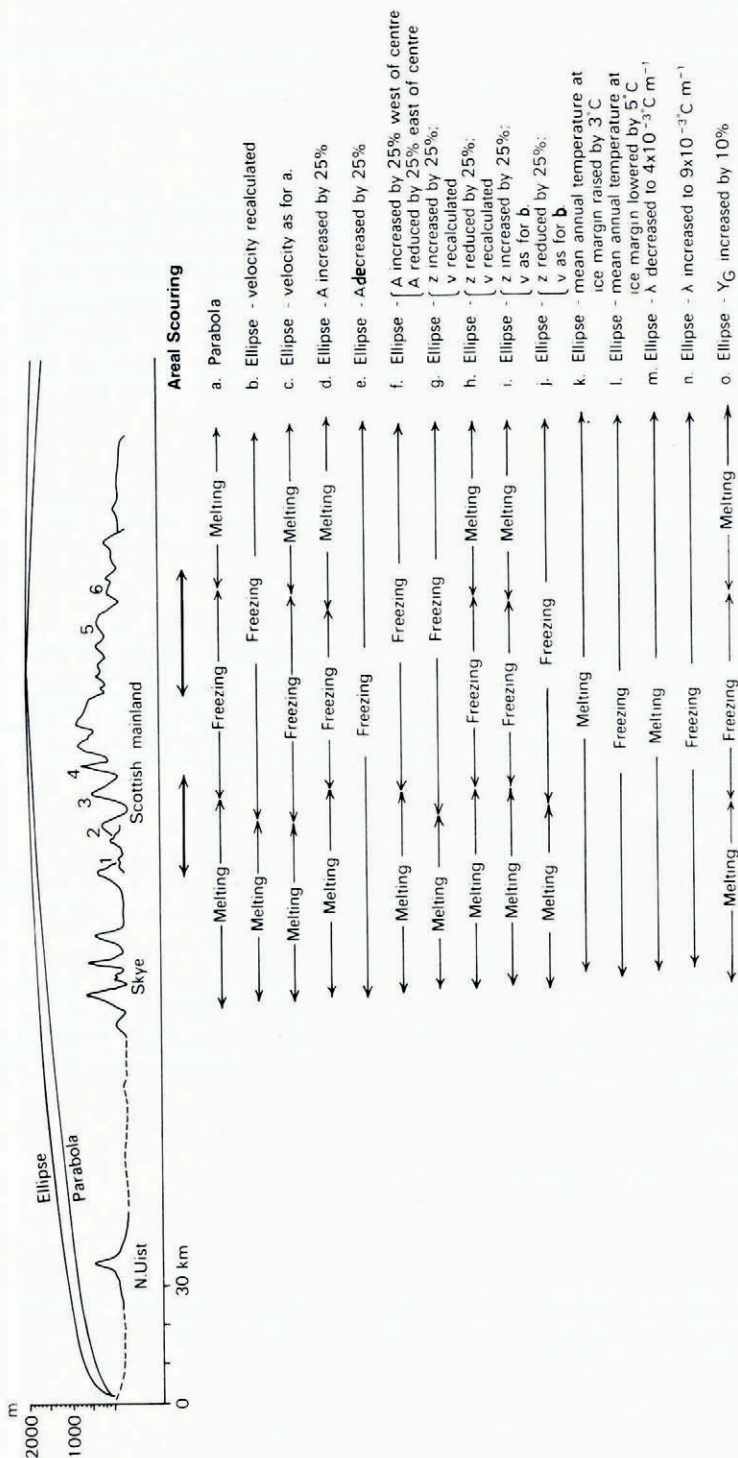 m
2000
1000
0
30 km
Ellipse
Parabola
N.Uist
Skye
Scottish mainland
1
2
3
4
5
6
Areal Scouring
←Melting→←Freezing→←Melting→ a. Parabola
←Melting→←Freezing→ b. Ellipse - velocity recalculated
←Melting→←Freezing→←Melting→ c. Ellipse - velocity as for a.
←Melting→←Freezing→←Melting→ d. Ellipse - A increased by 25%
←Freezing→ e. Ellipse - Adecreased by 25%
←Melting→←Freezing→ f. Ellipse - [A increased by 25% west of centre
A reduced by 25% east of centre
←Melting→←Freezing→ g. Ellipse - [z increased by 25%;
v recalculated
←Melting→←Freezing→←Melting→ h. Ellipse - [z reduced by 25%;
v recalculated
←Melting→←Freezing→←Melting→ i. Ellipse - [z increased by 25%;
v as for b.
←Melting→←Freezing→ j. Ellipse - [z reduced by 25%;
v as for b.
←Melting→ k. Ellipse - mean annual temperature at
ice margin raised by 3°C
←Freezing→ l. Ellipse - mean annual temperature at
ice margin lowered by 5°C
←Melting→ m. Ellipse - λ decreased to 4x10⁻³°C m⁻¹
←Freezing→ n. Ellipse - λ increased to 9x10⁻³°C m⁻¹
←Melting→←Freezing→←Melting→ o. Ellipse - Y_G increased by 10%